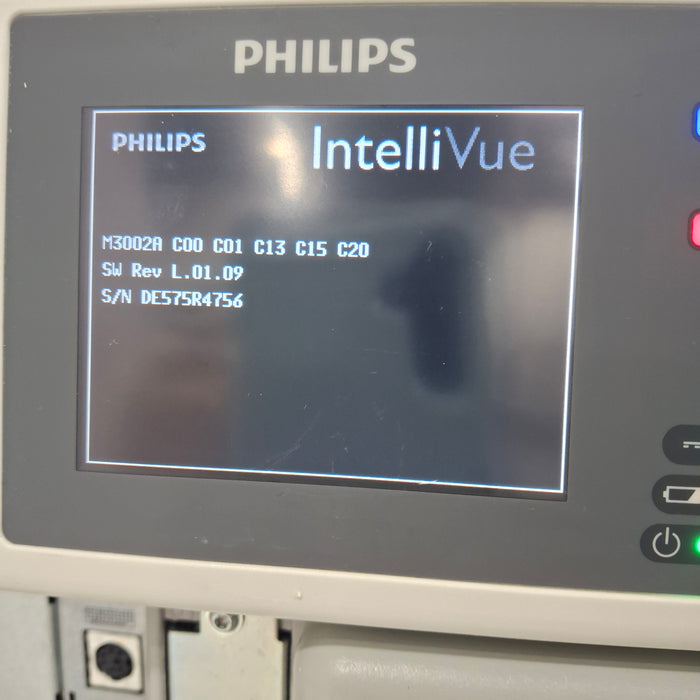 PHILIPS
PHILIPS IntelliVue
M3002A C00 C01 C13 C15 C20
SW Rev L.01.09
S/N DE575R4756